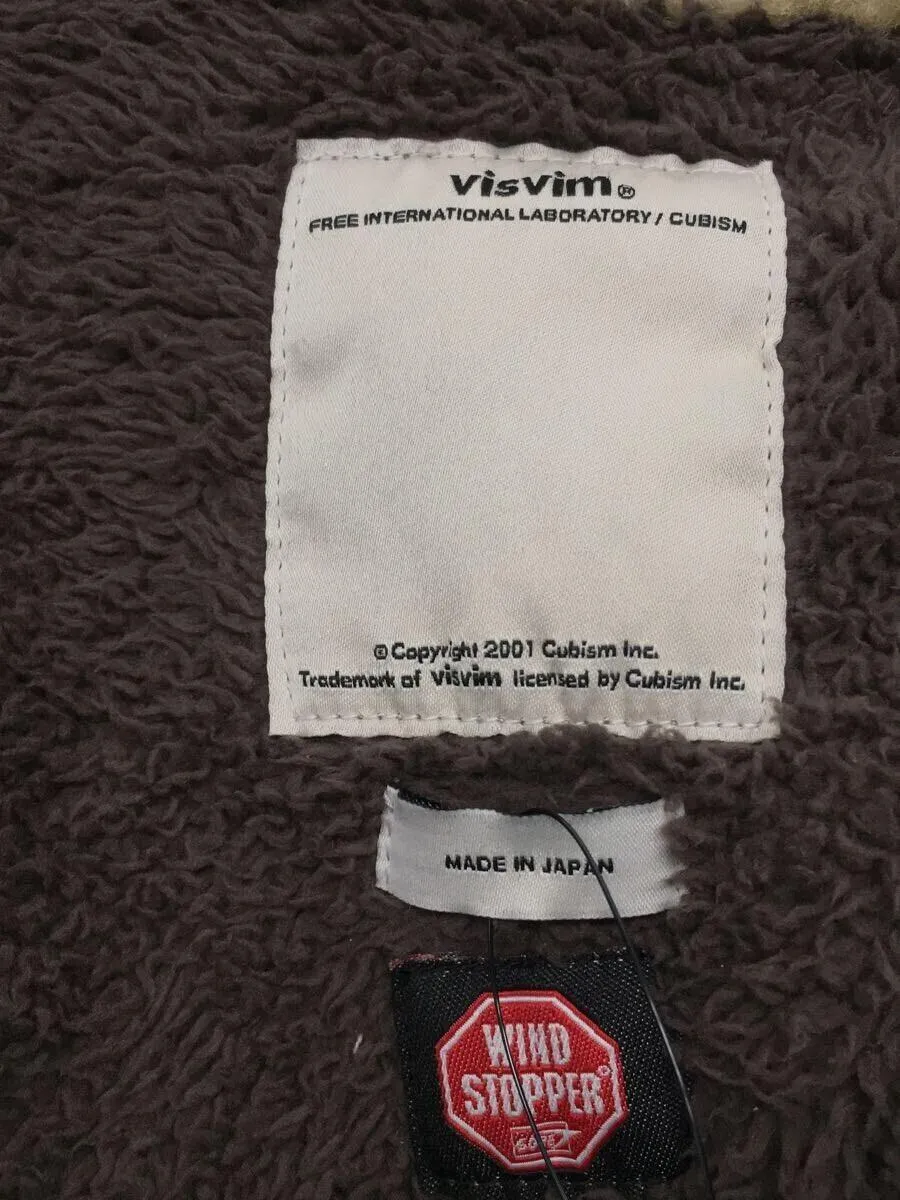 visvim®
FREE INTERNATIONAL LABORATORY / CUBISM
©Copyright 2001 Cubism Inc.
Trademark of visvim licensed by Cubism Inc.
MADE IN JAPAN
WIND
STOPPER©
GORE